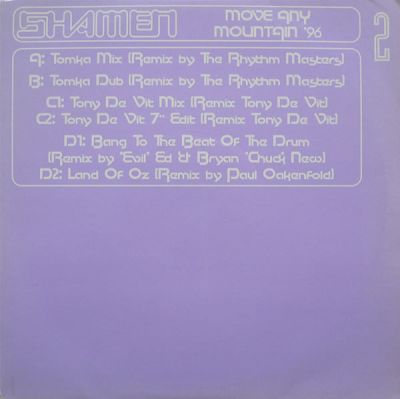 SHAMEN
MOVE ANY
MOUNTAIN '96
2
A: Tomka Mix (Remix by The Rhythm Masters)
B: Tomka Dub (Remix by The Rhythm Masters)
C1: Tony De Vit Mix (Remix Tony De Vit)
C2: Tony De Vit 7" Edit (Remix Tony De Vit)
D1: Bang To The Beat Of The Drum
(Remix by 'Evil' Ed & Bryan 'Chuck' New)
D2: Land Of Oz (Remix by Paul Oakenfold)